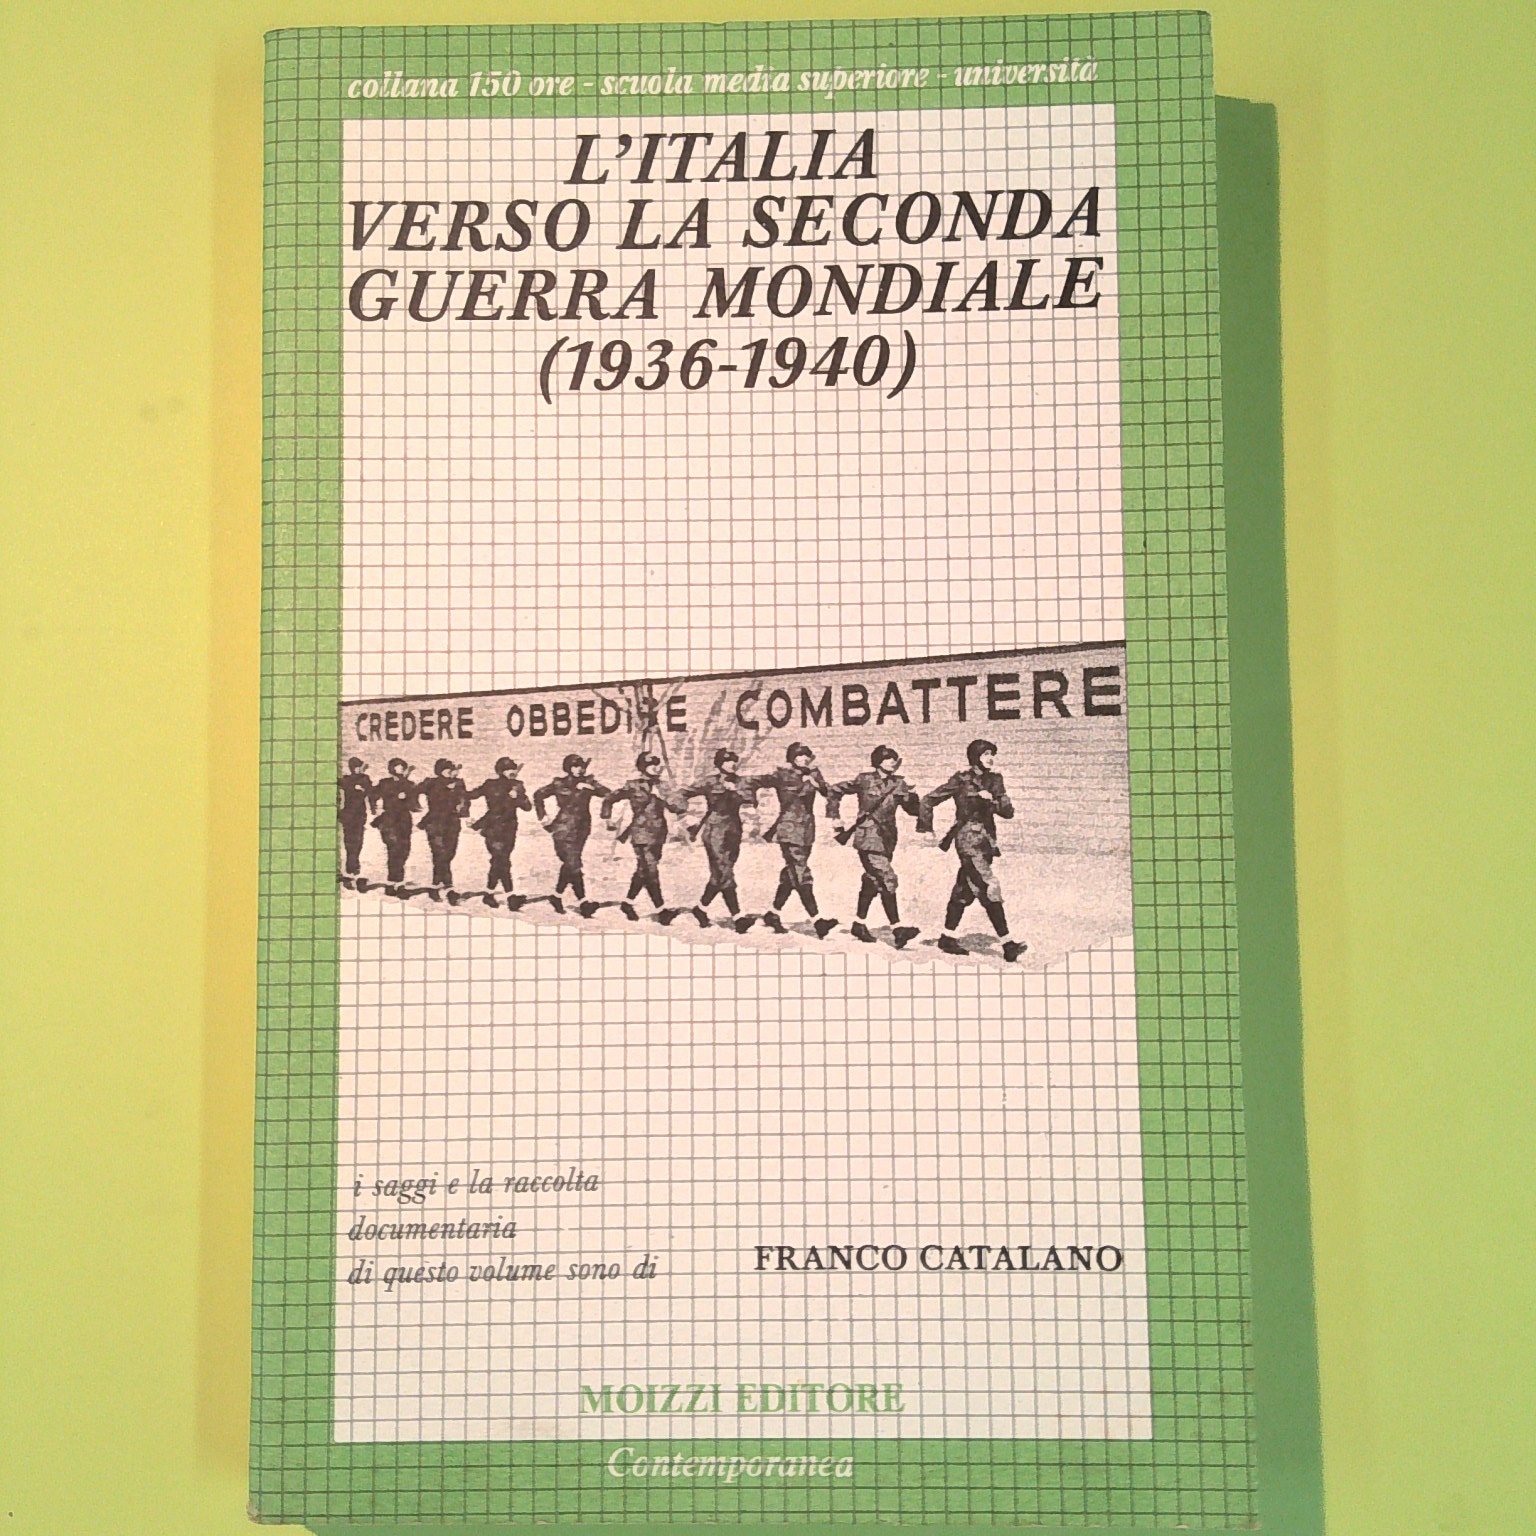 collana 150 ore - scuola media superiore - università
L'ITALIA
VERSO LA SECONDA
GUERRA MONDIALE
(1936-1940)
CREDERE OBBEDIRE COMBATTERE
i saggi e la raccolta
documentaria
di questo volume sono di
FRANCO CATALANO
MOIZZI EDITORE
Contemporanea